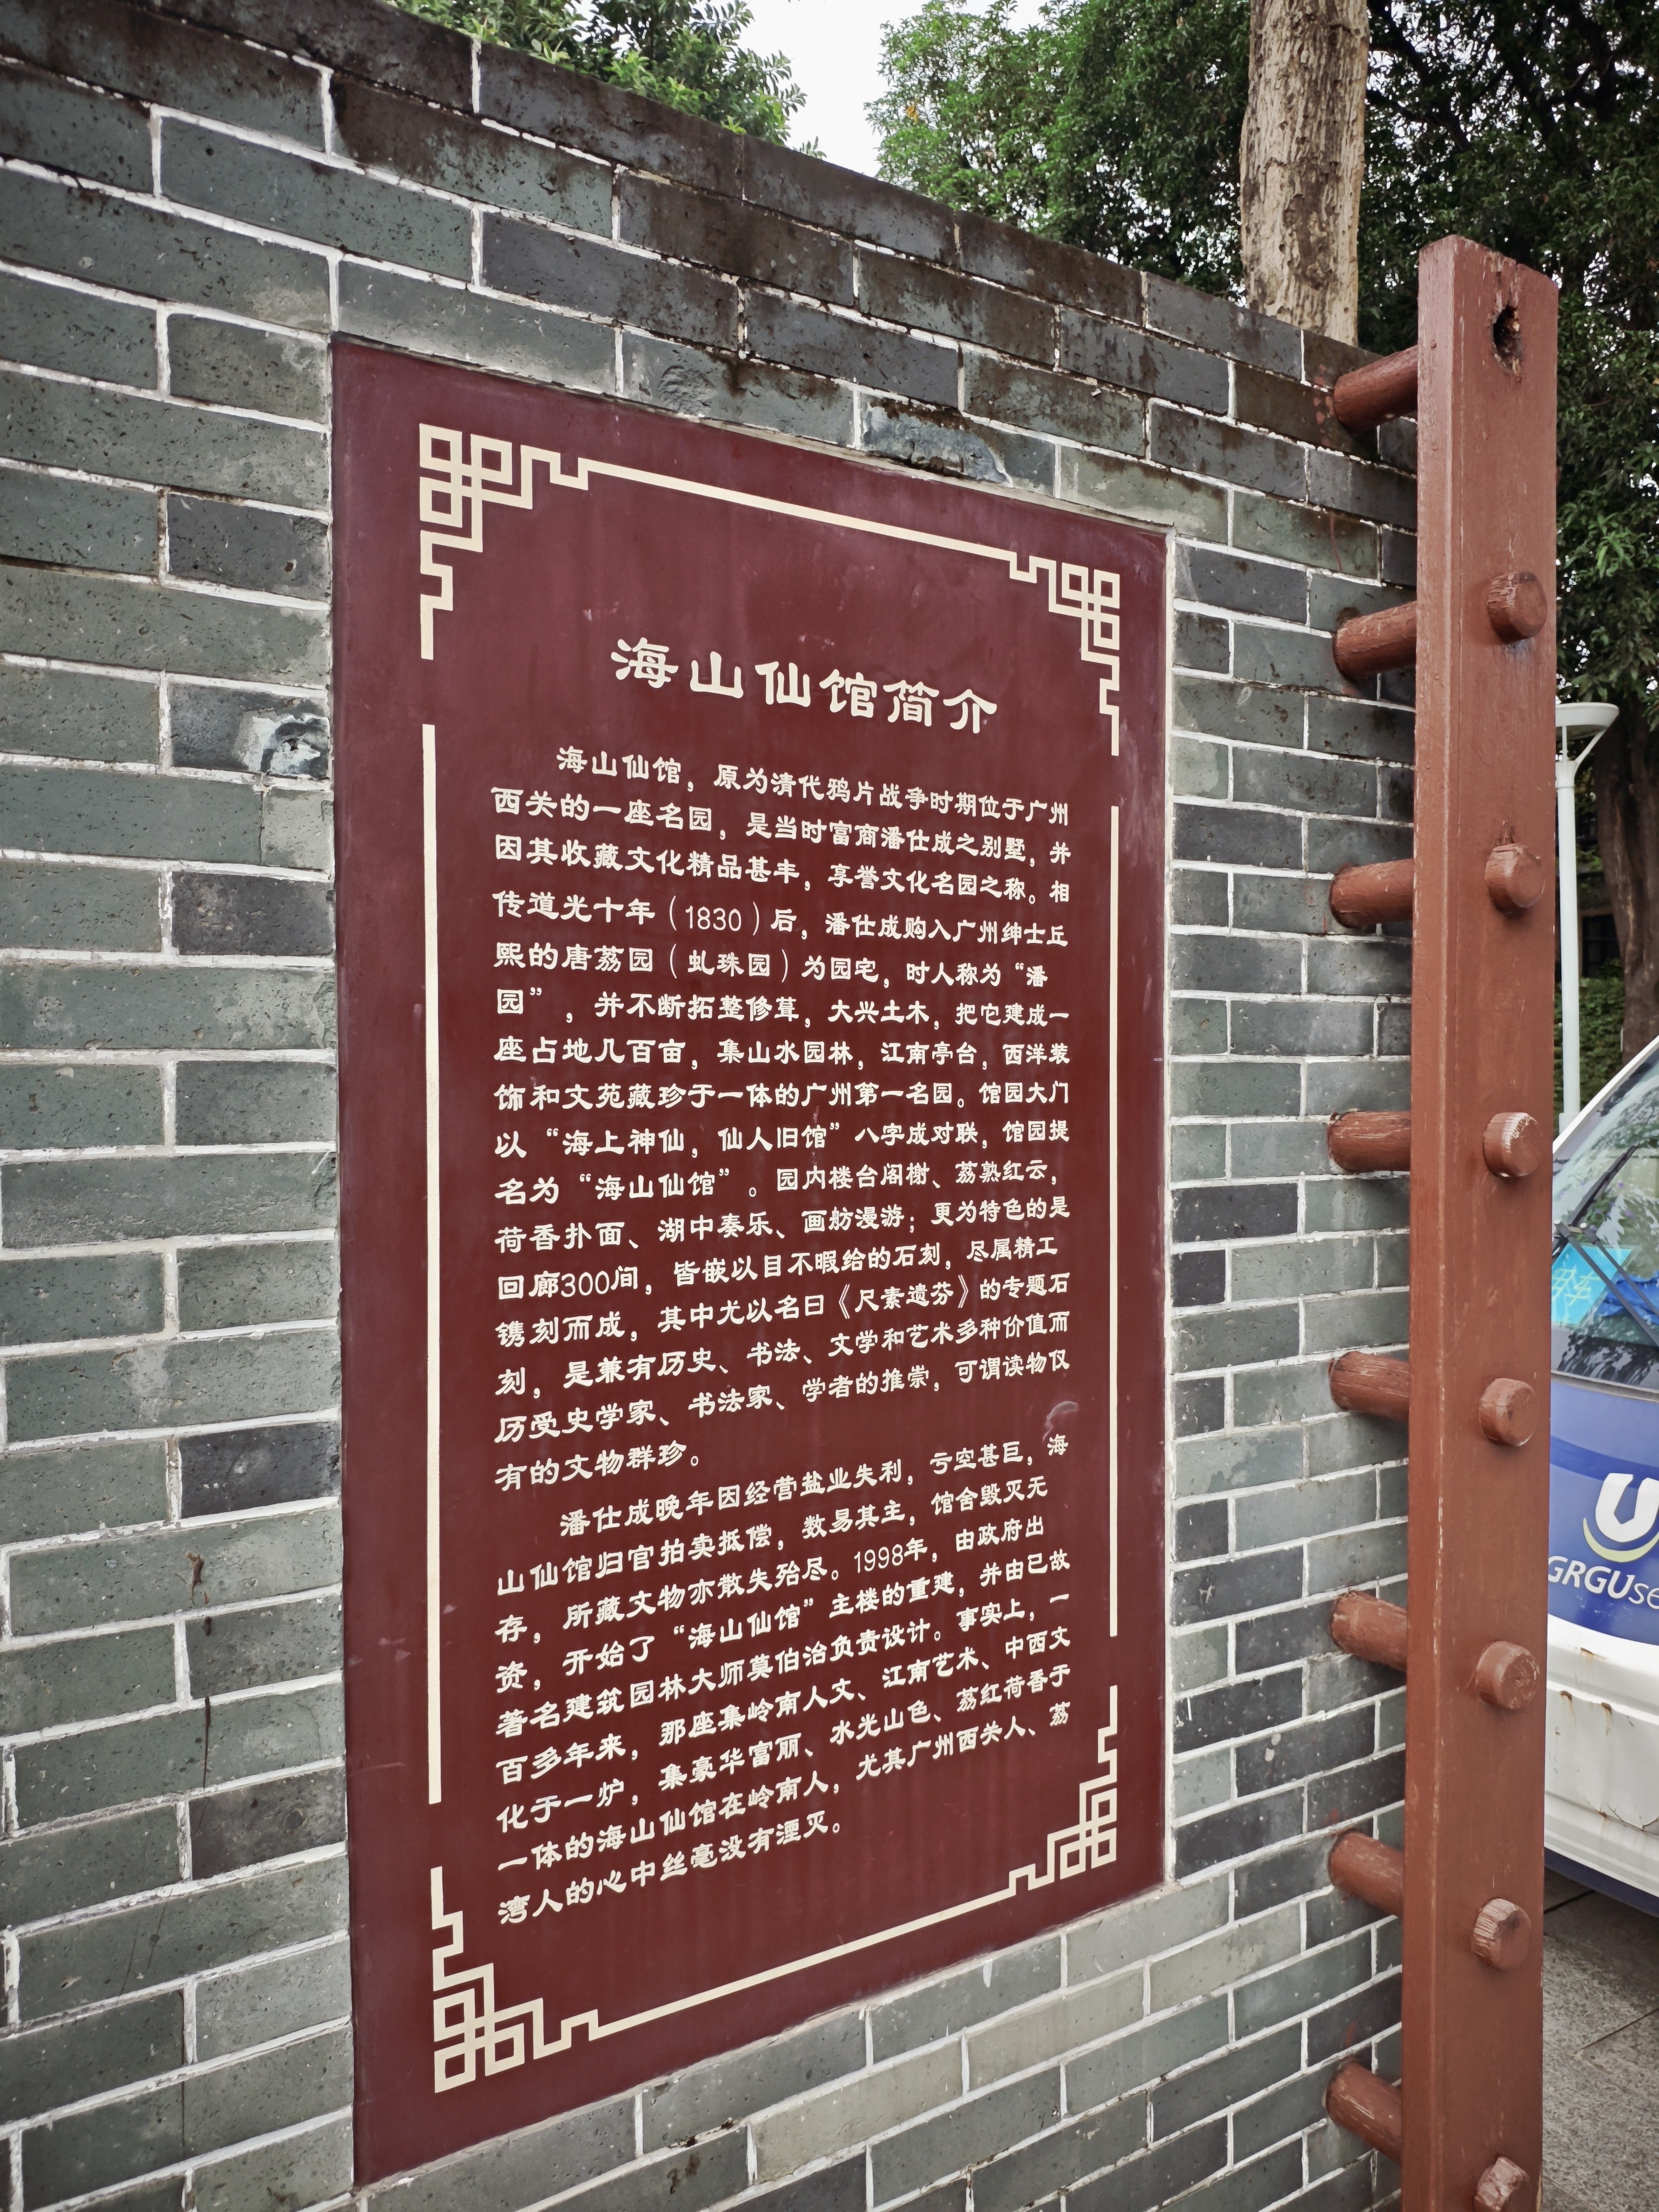 海山仙馆简介
海山仙馆，原为清代鸦片战争时期位于广州
西关的一座名园，是当时富商潘仕成之别墅，并
因其收藏文化精品甚丰，享誉文化名园之称。相
传道光十年（1830）后，潘仕成购入广州绅士丘
熙的唐荔园（虬珠园）为园宅，时人称为“潘
园”，并不断拓整修葺，大兴土木，把它建成一
座占地几百亩，集山水园林，江南亭台，西洋装
饰和文苑藏珍于一体的广州第一名园。馆园大门
以“海上神仙，仙人旧馆”八字成对联，馆园提
名为“海山仙馆”。园内楼台阁榭、荔熟红云，
荷香扑面、湖中奏乐、画舫漫游；更为特色的是
回廊300间，皆嵌以目不暇给的石刻，尽属精工
镌刻而成，其中尤以名曰《尺素遗芬》的专题石
刻，是兼有历史、书法、文学和艺术多种价值而
历受史学家、书法家、学者的推崇，可谓读物仅
有的文物群珍。
潘仕成晚年因经营盐业失利，亏空甚巨，海
山仙馆归官拍卖抵偿，数易其主，馆舍毁灭无
存，所藏文物亦散失殆尽。1998年，由政府出
资，开始了“海山仙馆”主楼的重建，并由已故
著名建筑园林大师莫伯治负责设计。事实上，一
百多年来，那座集岭南人文、江南艺术、中西文
化于一炉，集豪华富丽、水光山色、荔红荷香于
一体的海山仙馆在岭南人，尤其广州西关人、荔
湾人的心中丝毫没有湮灭。
GRGUse